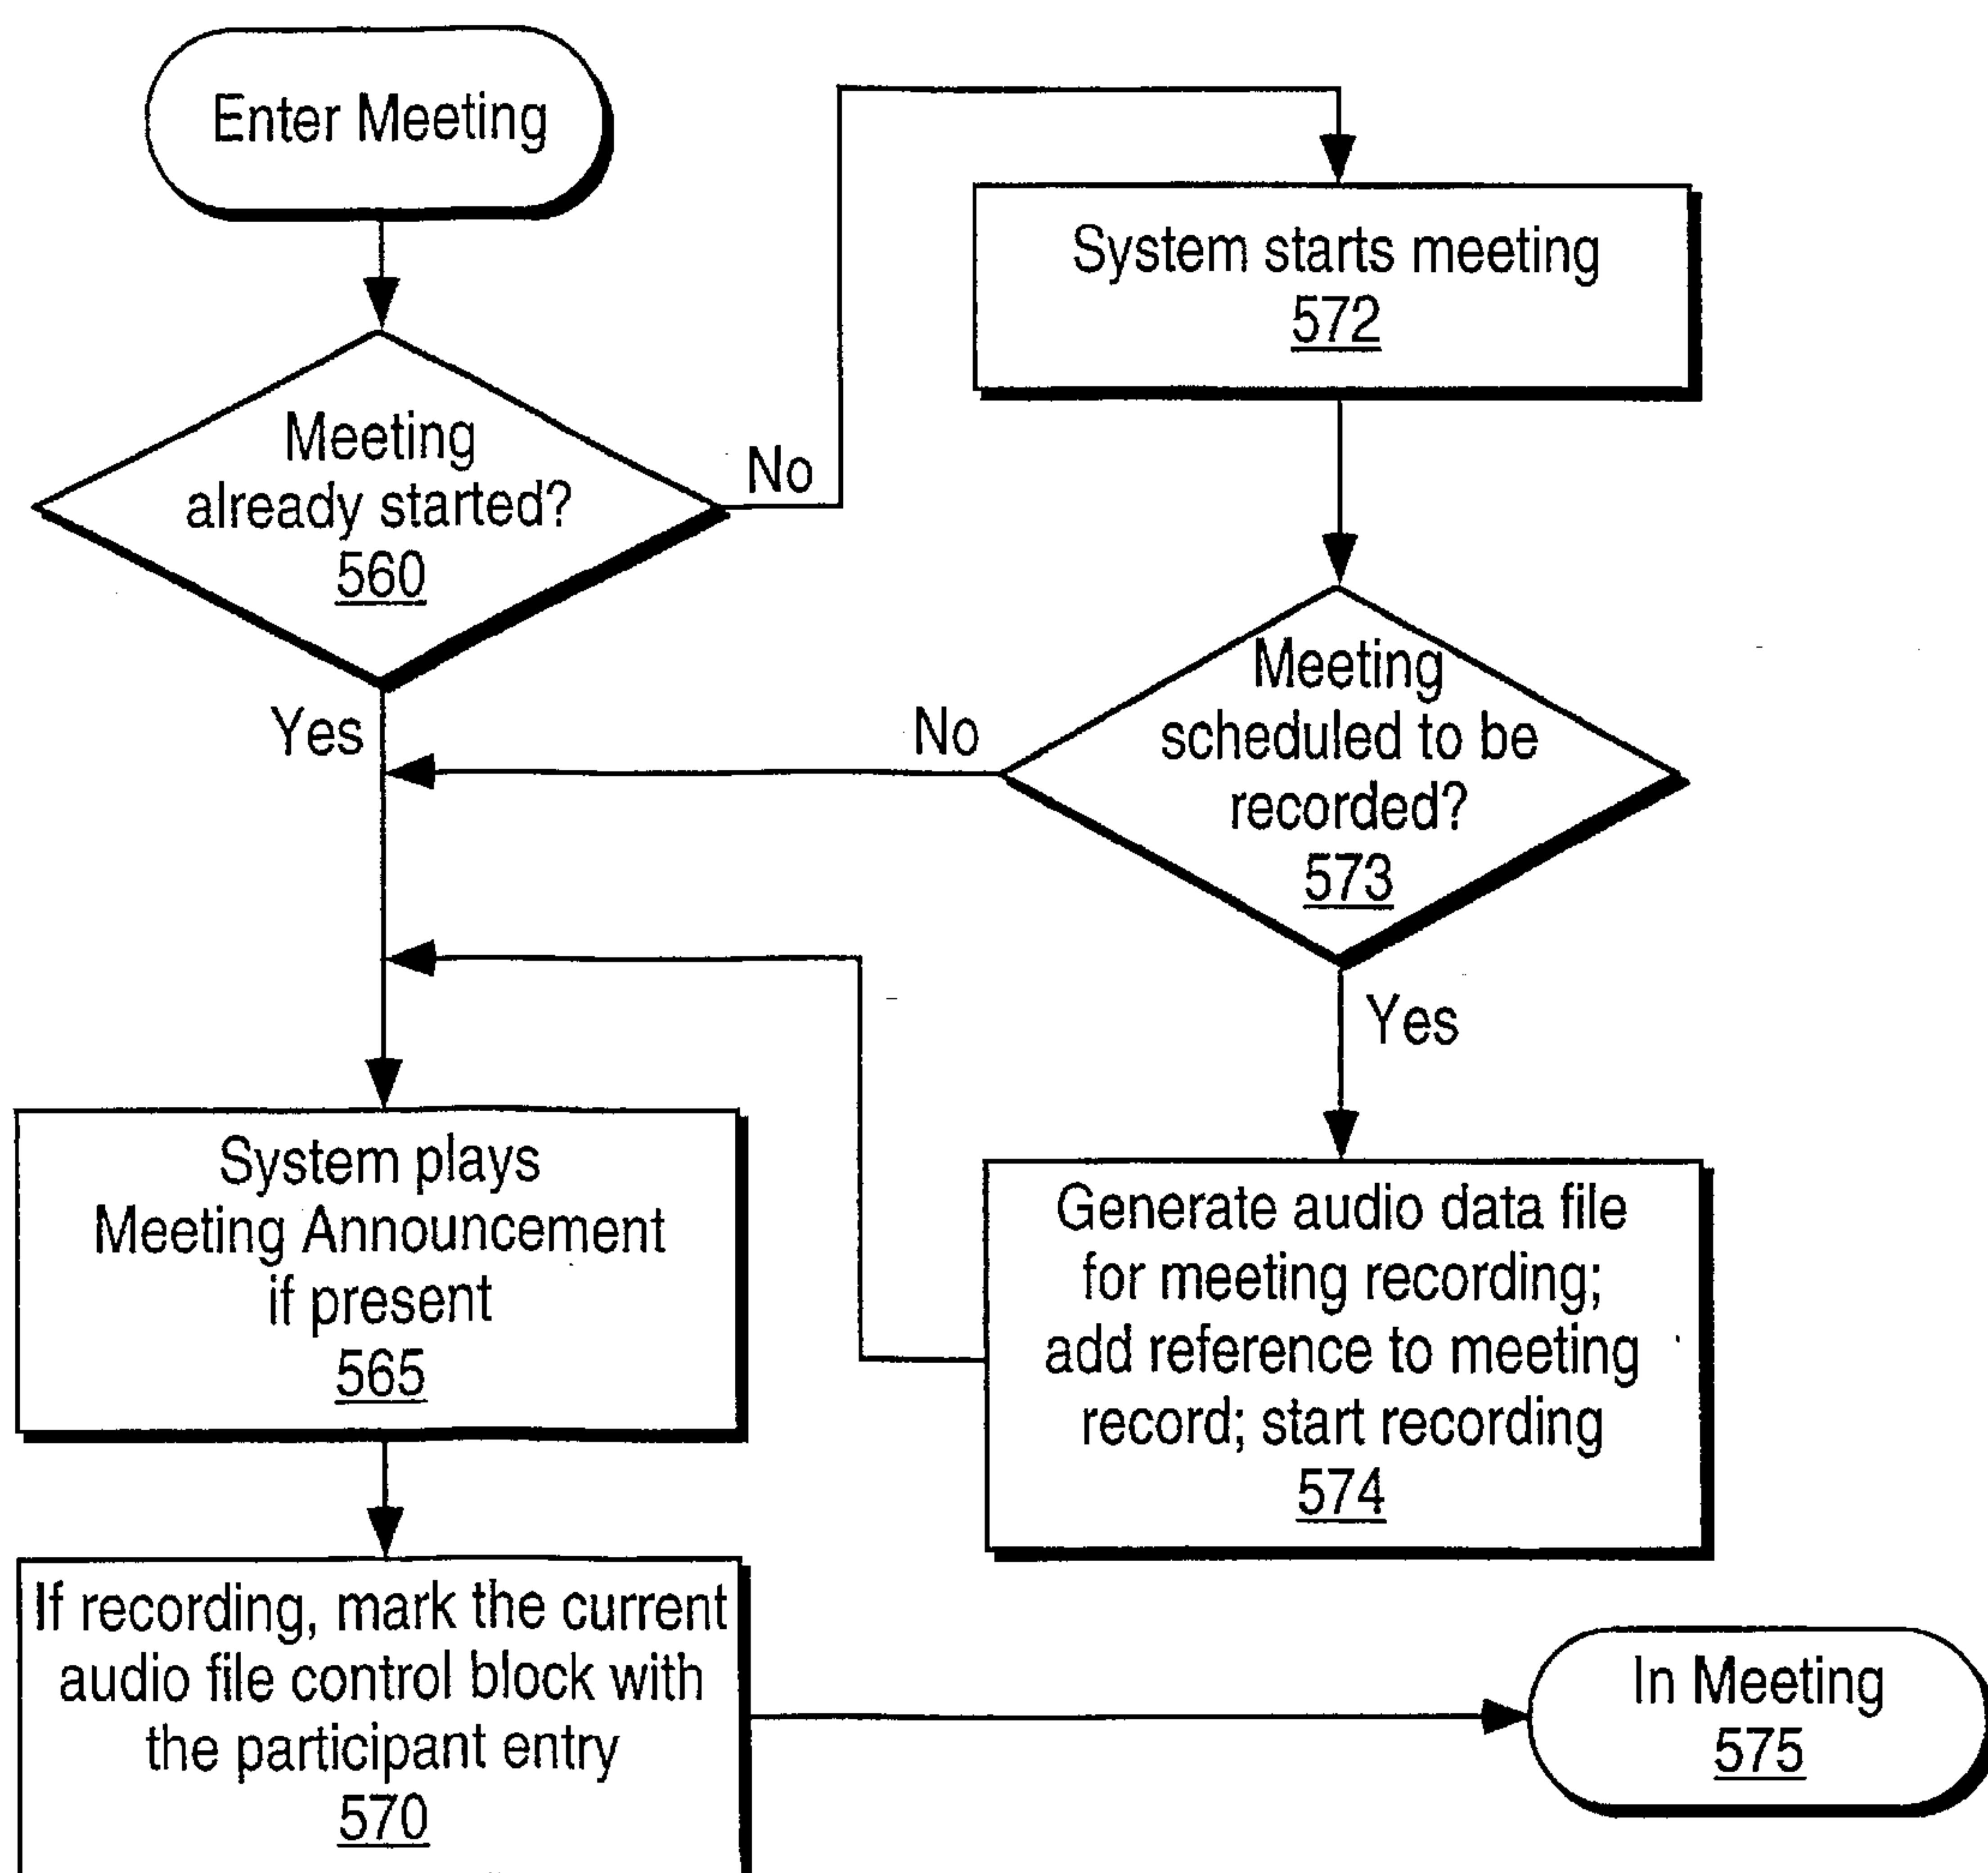 Enter Meeting
Meeting
already started?
560
No
Yes
System starts meeting
572
Meeting
scheduled to be
recorded?
573
No
Yes
Generate audio data file
for meeting recording;
add reference to meeting
record; start recording
574
System plays
Meeting Announcement
if present
565
If recording, mark the current
audio file control block with
the participant entry
570
In Meeting
575